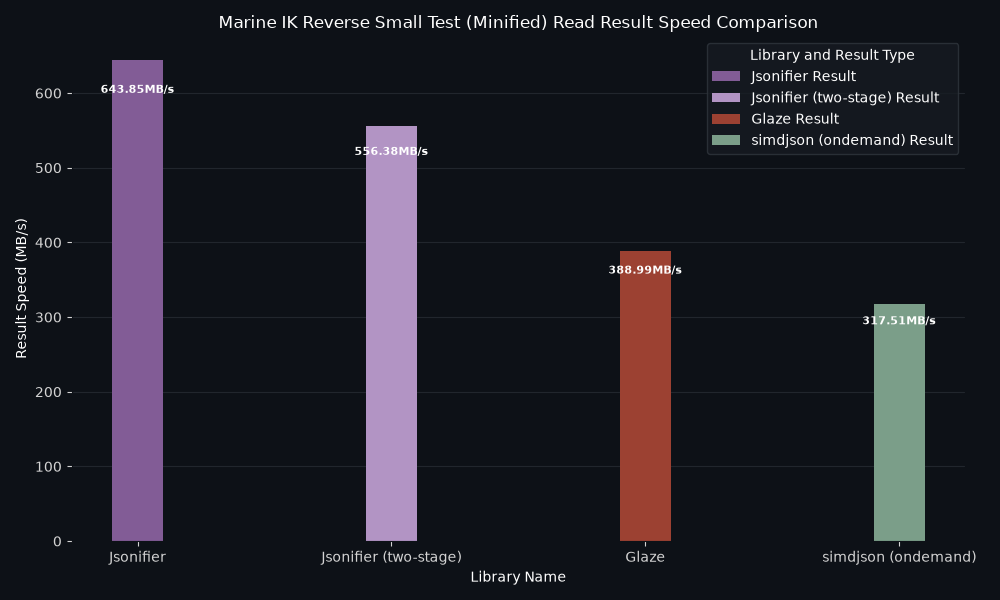 Marine IK Reverse Small Test (Minified) Read Result Speed Comparison
Library and Result Type
Jsonifier Result
Jsonifier (two-stage) Result
Glaze Result
simdjson (ondemand) Result
Result Speed (MB/s)
600
500
400
300
200
100
0
643.85MB/s
556.38MB/s
388.99MB/s
317.51MB/s
Jsonifier
Jsonifier (two-stage)
Glaze
simdjson (ondemand)
Library Name